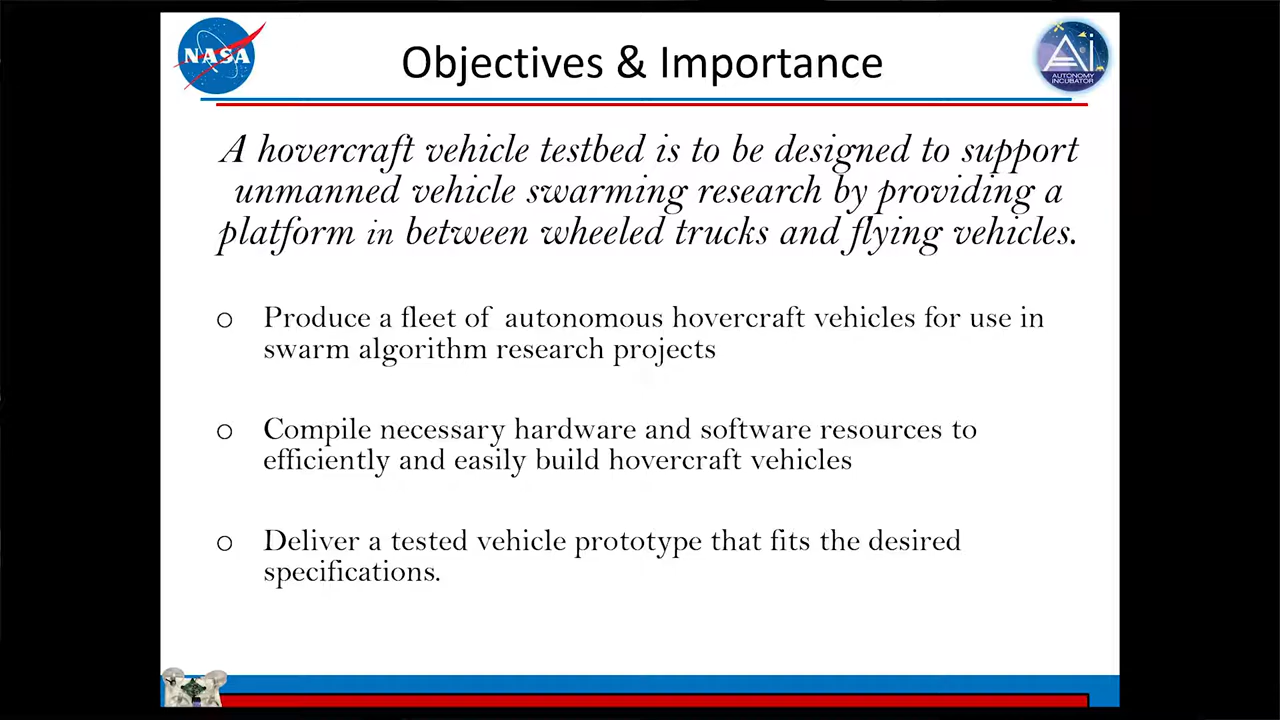 NASA
Objectives & Importance
Ai
AUTONOMY
INCUBATOR
A hovercraft vehicle testbed is to be designed to support
unmanned vehicle swarming research by providing a
platform in between wheeled trucks and flying vehicles.
o Produce a fleet of autonomous hovercraft vehicles for use in
swarm algorithm research projects
o Compile necessary hardware and software resources to
efficiently and easily build hovercraft vehicles
o Deliver a tested vehicle prototype that fits the desired
specifications.